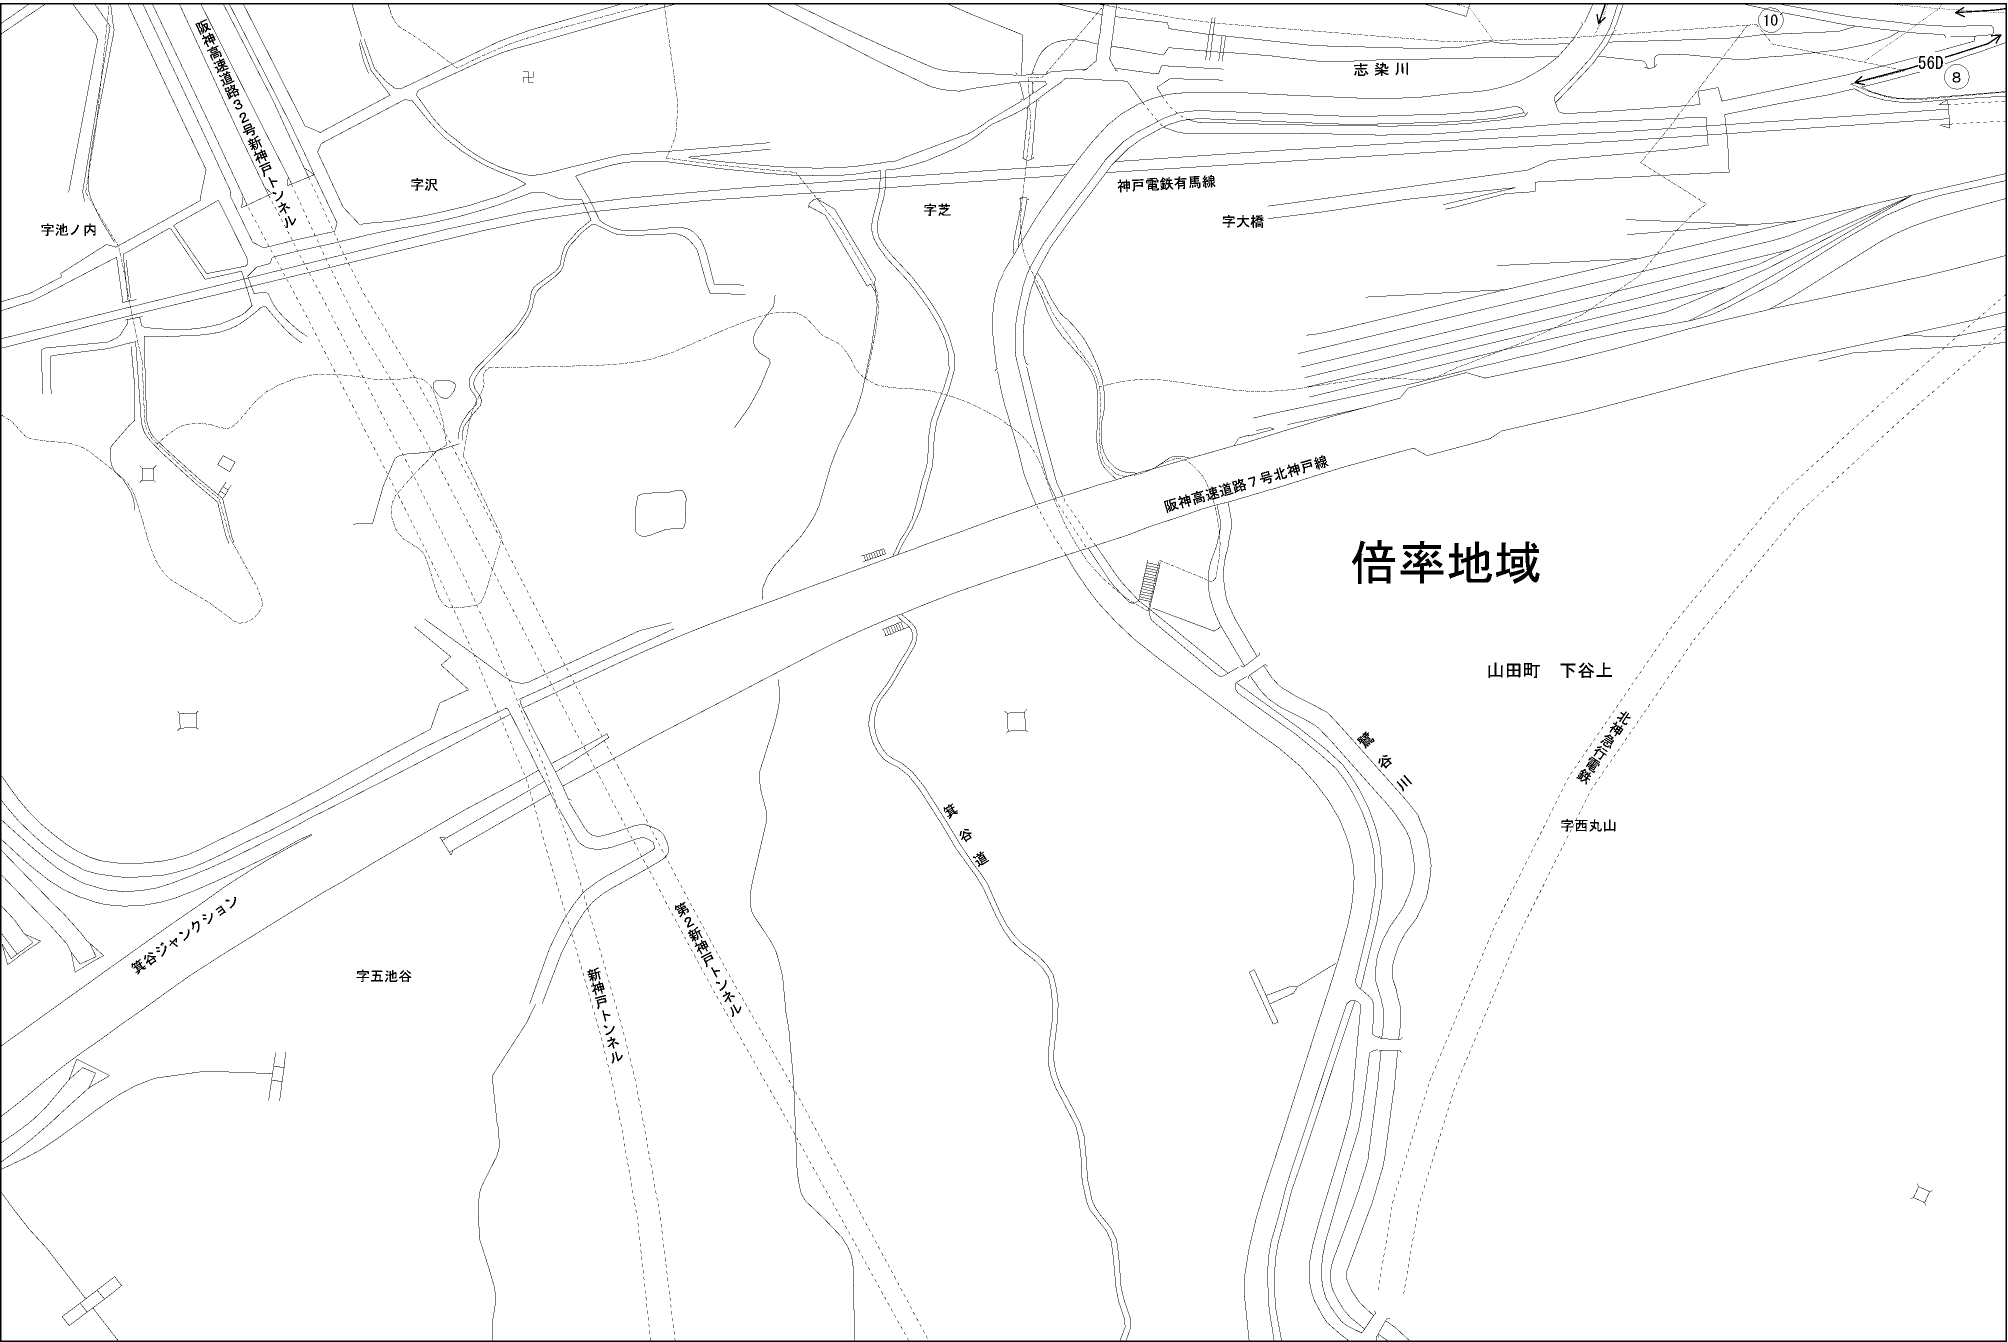 阪神高速道路32号新神戸トンネル
卍
志染川
10
56D
8
字沢
字池ノ内
字芝
神戸電鉄有馬線
字大橋
阪神高速道路7号北神戸線
倍率地域
山田町 下谷上
北神急行電鉄
鷺谷川
箕谷道
字西丸山
箕谷ジャンクション
字五池谷
第2新神戸トンネル
新神戸トンネル